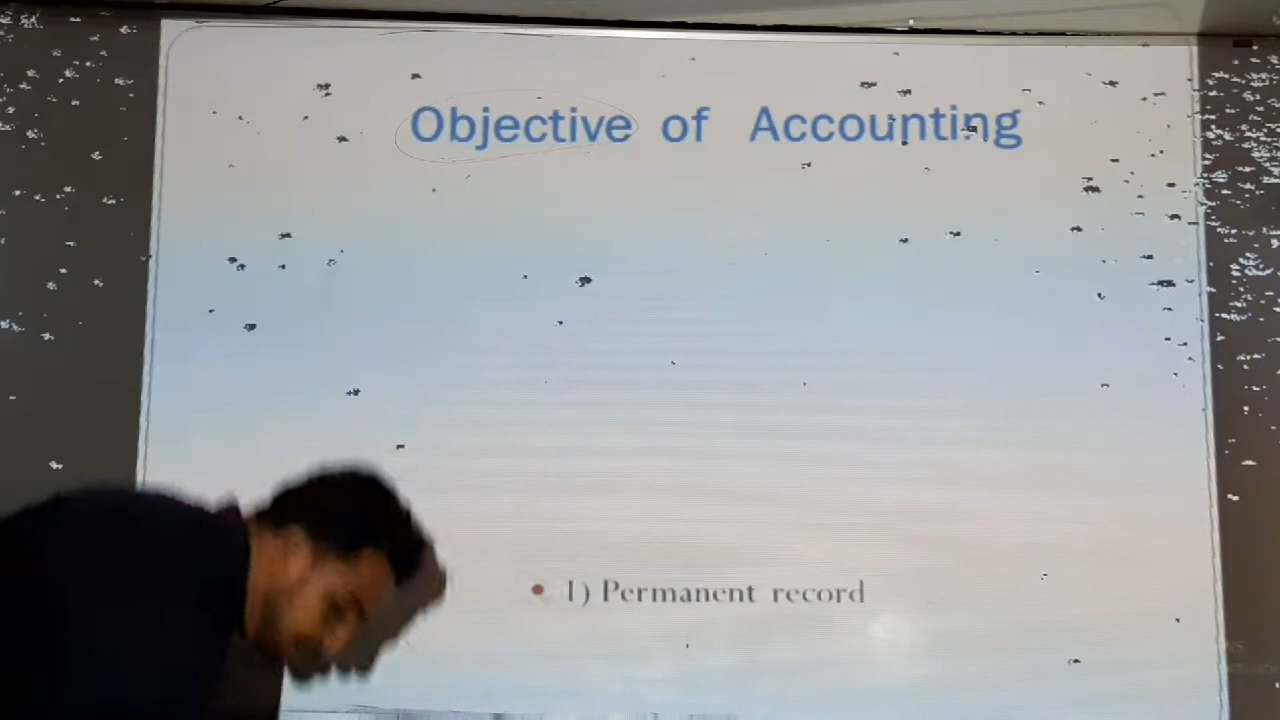 Objective of Accounting
• 1) Permanent record